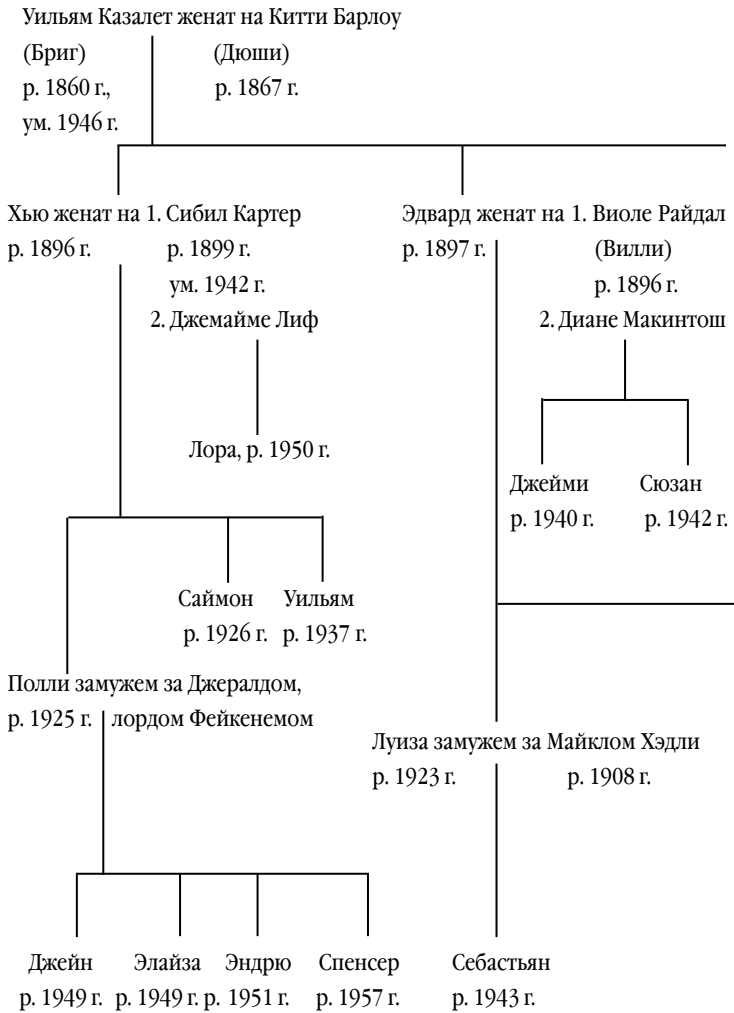 Уильям Казалет женат на Китти Барлоу
(Бриг) (Дюши)
р. 1860 г., р. 1867 г.
ум. 1946 г.
Хью женат на 1. Сибил Картер
р. 1896 г. р. 1899 г.
ум. 1942 г.
2. Джемайме Лиф
Лора, р. 1950 г.
Эдвард женат на 1. Виоле Райдал
р. 1897 г. (Вилли)
р. 1896 г.
2. Диане Макинтош
Джейми Сюзан
р. 1940 г. р. 1942 г.
Саймон Уильям
р. 1926 г. р. 1937 г.
Полли замужем за Джералдом,
р. 1925 г. лордом Фейкенемом
Луиза замужем за Майклом Хэдли
р. 1923 г. р. 1908 г.
Джейн Элайза Эндрю Спенсер Себастьян
р. 1949 г. р. 1949 г. р. 1951 г. р. 1957 г. р. 1943 г.